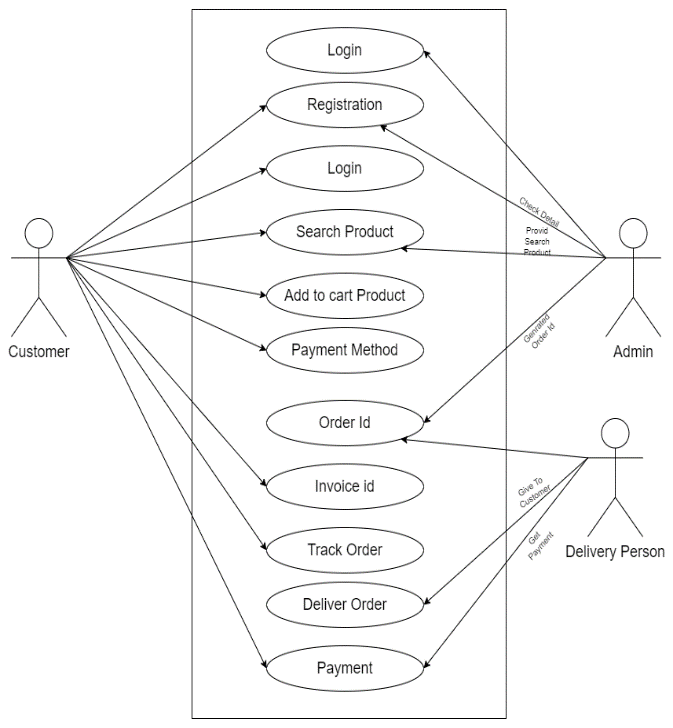 Login
Registration
Login
Check Detail
Search Product
Provid
Search
Product
Add to cart Product
Genrated
Order Id
Customer
Payment Method
Admin
Order Id
Invoice id
Give To
Customer
Track Order
Get
Payment
Delivery Person
Deliver Order
Payment